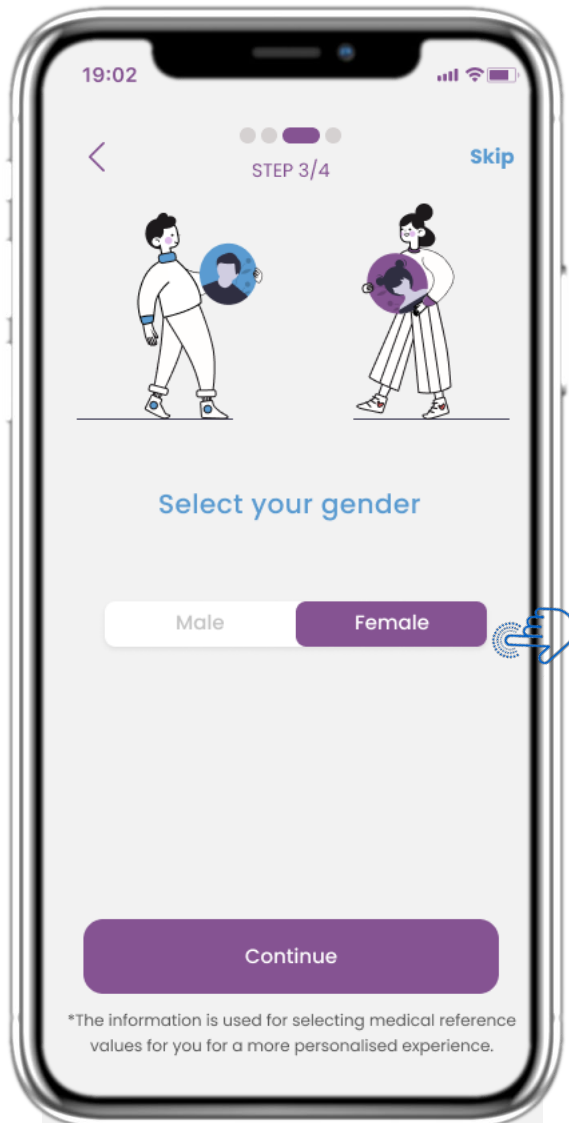 19:02
STEP 3/4
Skip
Select your gender
Male
Female
Continue
*The information is used for selecting medical reference
values for you for a more personalised experience.